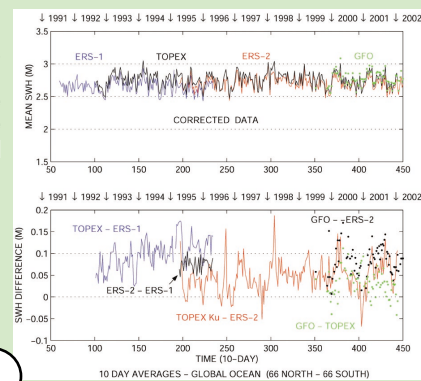 ↓ 1991 ↓ 1992 ↓ 1993 ↓ 1994 ↓ 1995 ↓ 1996 ↓ 1997 ↓ 1998 ↓ 1999 ↓ 2000 ↓ 2001 ↓ 2002
3.5
3
2.5
2
1.5
MEAN SWH (M)
ERS-1 TOPEX ERS-2 GFO
CORRECTED DATA
50 100 150 200 250 300 350 400 450
↓ 1991 ↓ 1992 ↓ 1993 ↓ 1994 ↓ 1995 ↓ 1996 ↓ 1997 ↓ 1998 ↓ 1999 ↓ 2000 ↓ 2001 ↓ 2002
0.2
0.15
0.1
0.05
0
-0.05
-0.1
SWH DIFFERENCE (M)
GFO - ERS-2
TOPEX - ERS-1
ERS-2 - ERS-1
TOPEX Ku - ERS-2
GFO - TOPEX
50 100 150 200 250 300 350 400 450
TIME (10-DAY)
10 DAY AVERAGES - GLOBAL OCEAN (66 NORTH - 66 SOUTH)